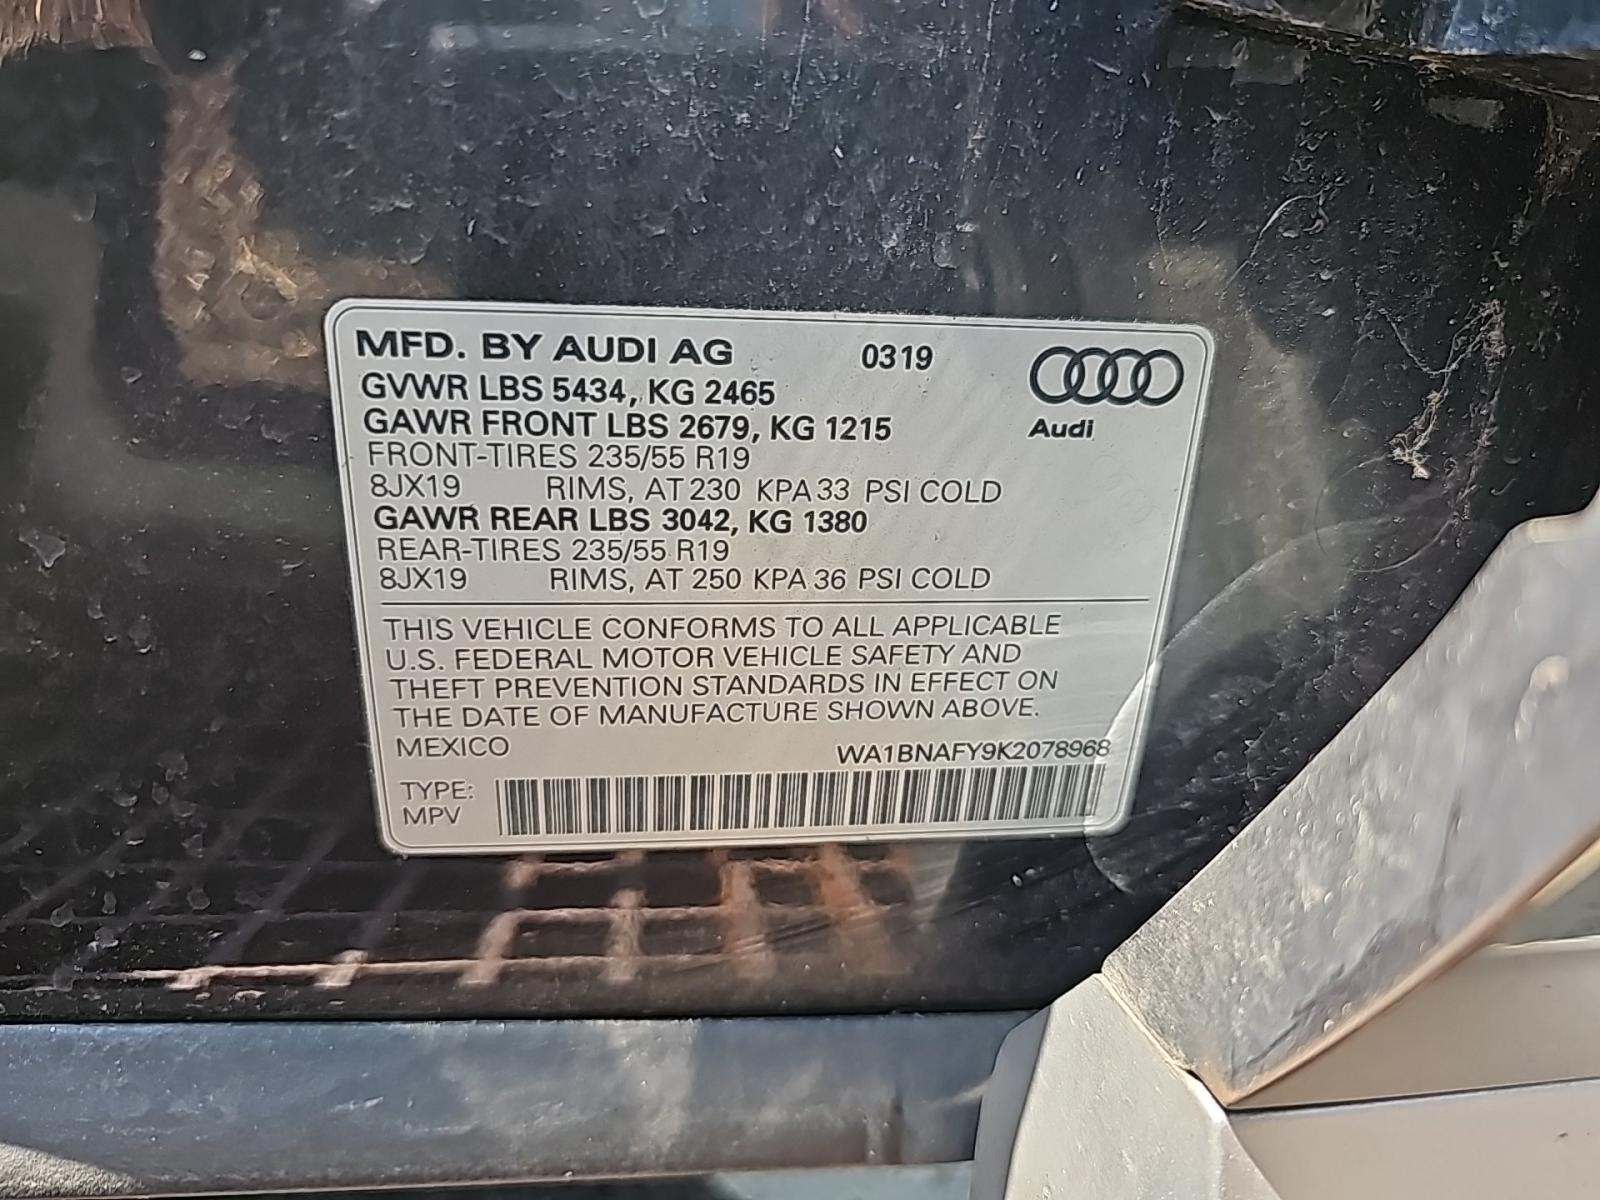 MFD. BY AUDI AG 0319
GVWR LBS 5434, KG 2465
GAWR FRONT LBS 2679, KG 1215
Audi
FRONT-TIRES 235/55 R19
8JX19 RIMS, AT 230 KPA 33 PSI COLD
GAWR REAR LBS 3042, KG 1380
REAR-TIRES 235/55 R19
8JX19 RIMS, AT 250 KPA 36 PSI COLD
THIS VEHICLE CONFORMS TO ALL APPLICABLE
U.S. FEDERAL MOTOR VEHICLE SAFETY AND
THEFT PREVENTION STANDARDS IN EFFECT ON
THE DATE OF MANUFACTURE SHOWN ABOVE.
MEXICO WA1BNAFY9K2078968
TYPE:
MPV